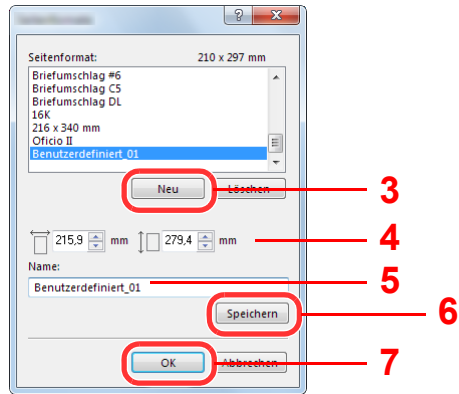 Seitenformat: 210 x 297 mm
Briefumschlag #6
Briefumschlag C5
Briefumschlag DL
16K
216 x 340 mm
Oficio II
Benutzerdefiniert_01
Neu Löschen 3
215,9 mm 279,4 mm 4
Name:
5
Benutzerdefiniert_01
Speichern 6
OK Abbrechen 7